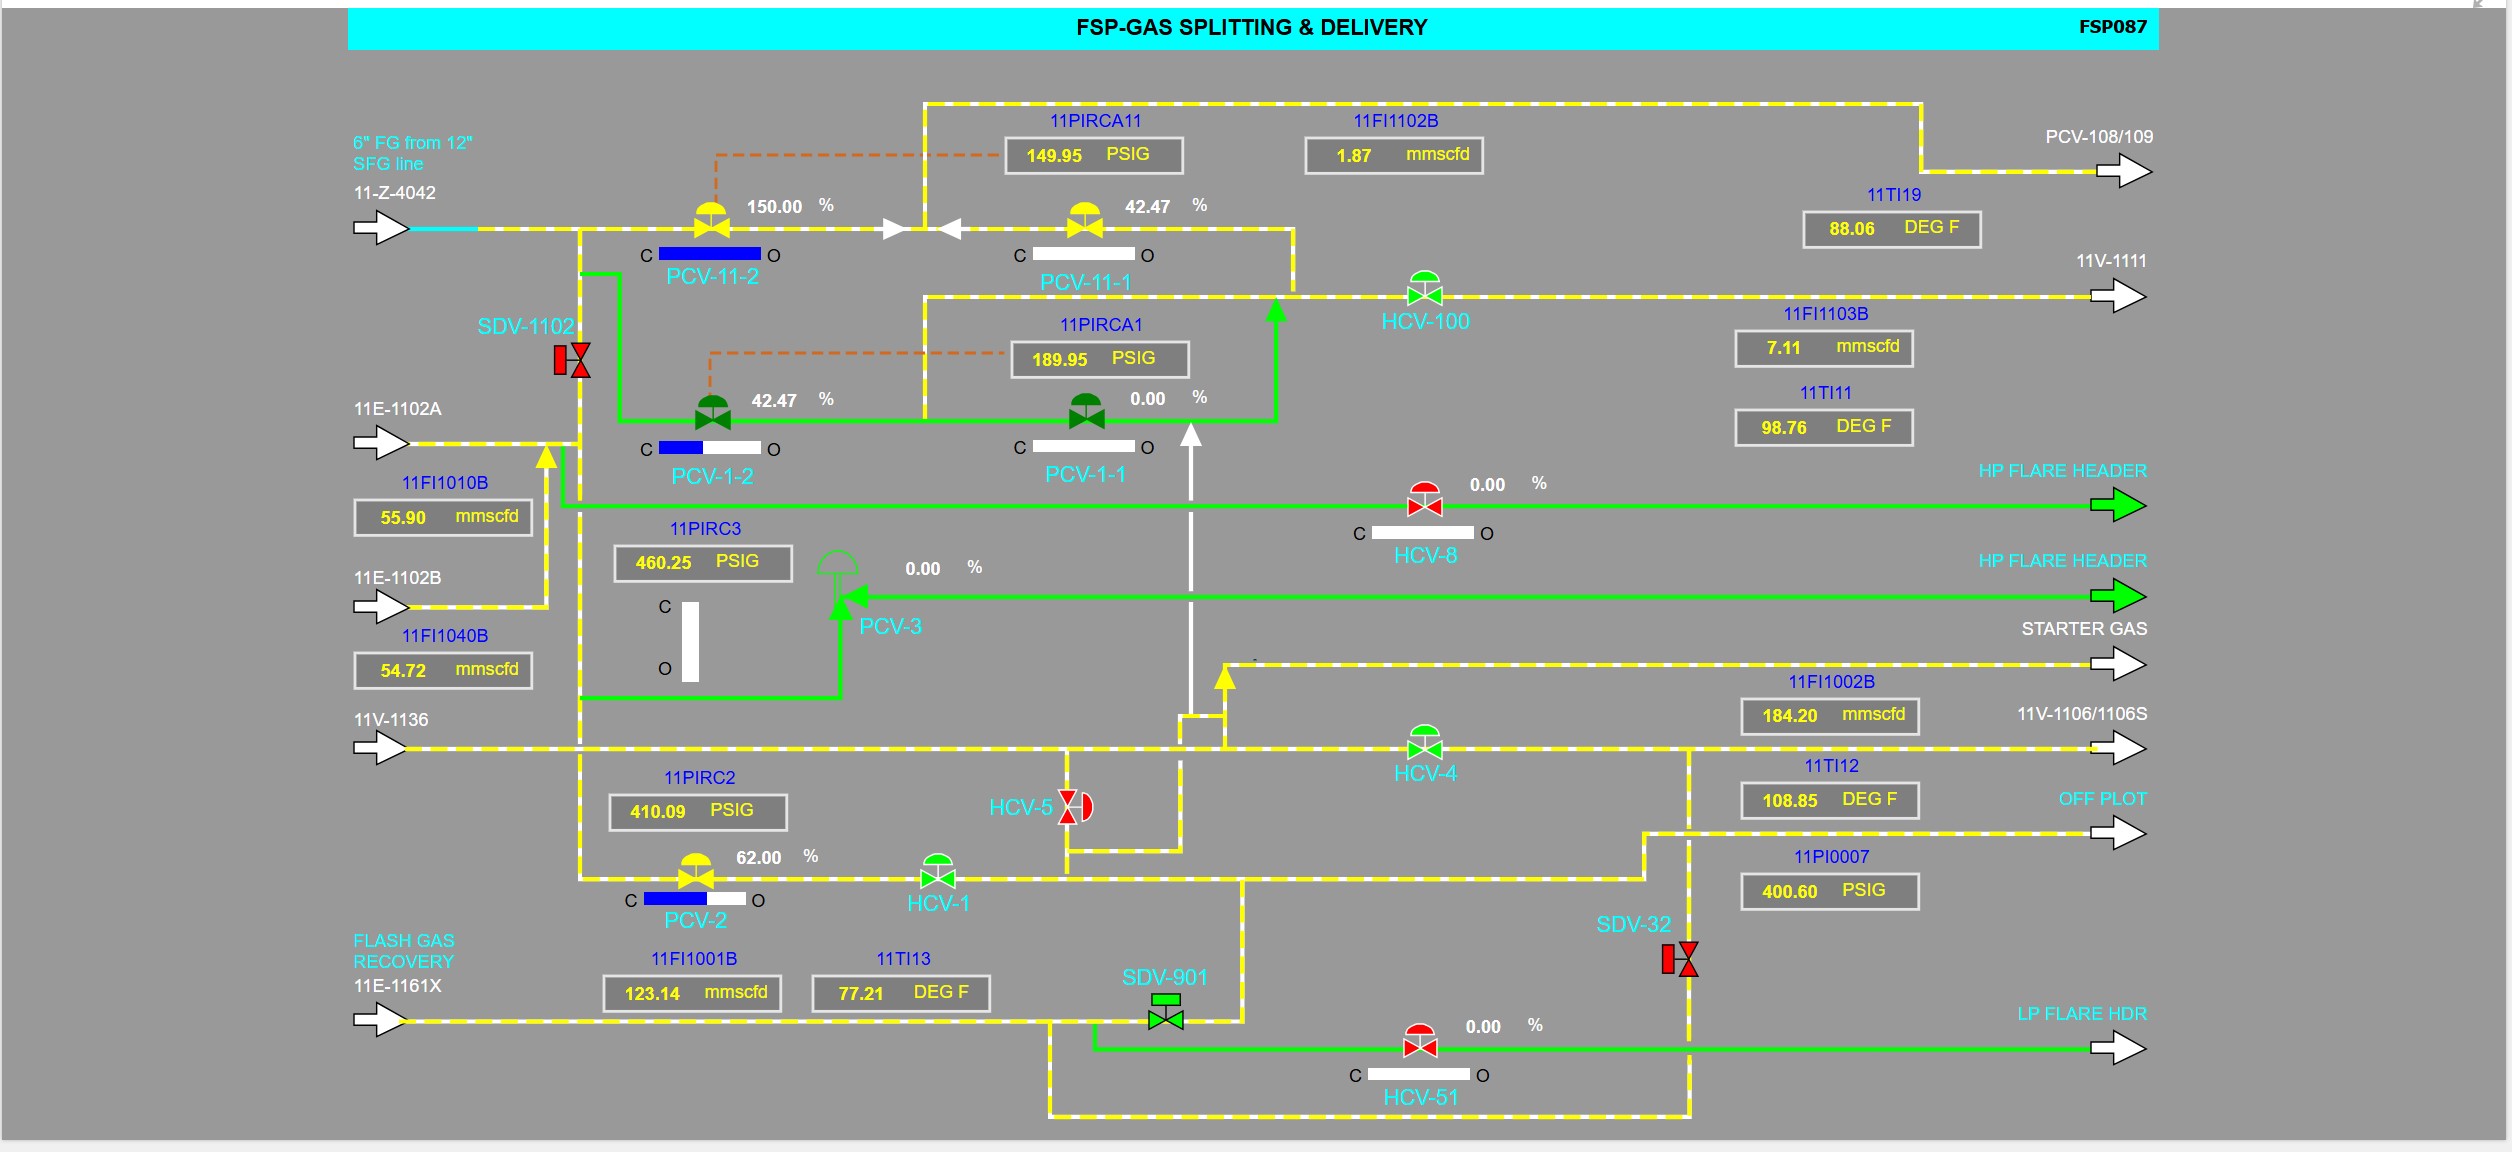 FSP-GAS SPLITTING & DELIVERY
FSP087
6" FG from 12"
SFG line
11-Z-4042
11PIRCA11
149.95 PSIG
11FI1102B
1.87 mmscfd
PCV-108/109
11TI19
88.06 DEG F
150.00 %
C O
PCV-11-2
42.47 %
C O
PCV-11-1
11V-1111
HCV-100
SDV-1102
11PIRCA1
189.95 PSIG
11FI1103B
7.11 mmscfd
11TI11
98.76 DEG F
42.47 %
C O
PCV-1-2
0.00 %
C O
PCV-1-1
11E-1102A
11FI1010B
55.90 mmscfd
HP FLARE HEADER
0.00 %
C O
HCV-8
11PIRC3
460.25 PSIG
C
O
0.00 %
PCV-3
HP FLARE HEADER
11E-1102B
11FI1040B
54.72 mmscfd
STARTER GAS
11FI1002B
184.20 mmscfd
11V-1136
11V-1106/1106S
HCV-4
11TI12
108.85 DEG F
11PIRC2
410.09 PSIG
HCV-5
OFF PLOT
11PI0007
400.60 PSIG
62.00 %
C O
PCV-2
HCV-1
SDV-32
FLASH GAS
RECOVERY
11E-1161X
11FI1001B
123.14 mmscfd
11TI13
77.21 DEG F
SDV-901
LP FLARE HDR
0.00 %
C O
HCV-51